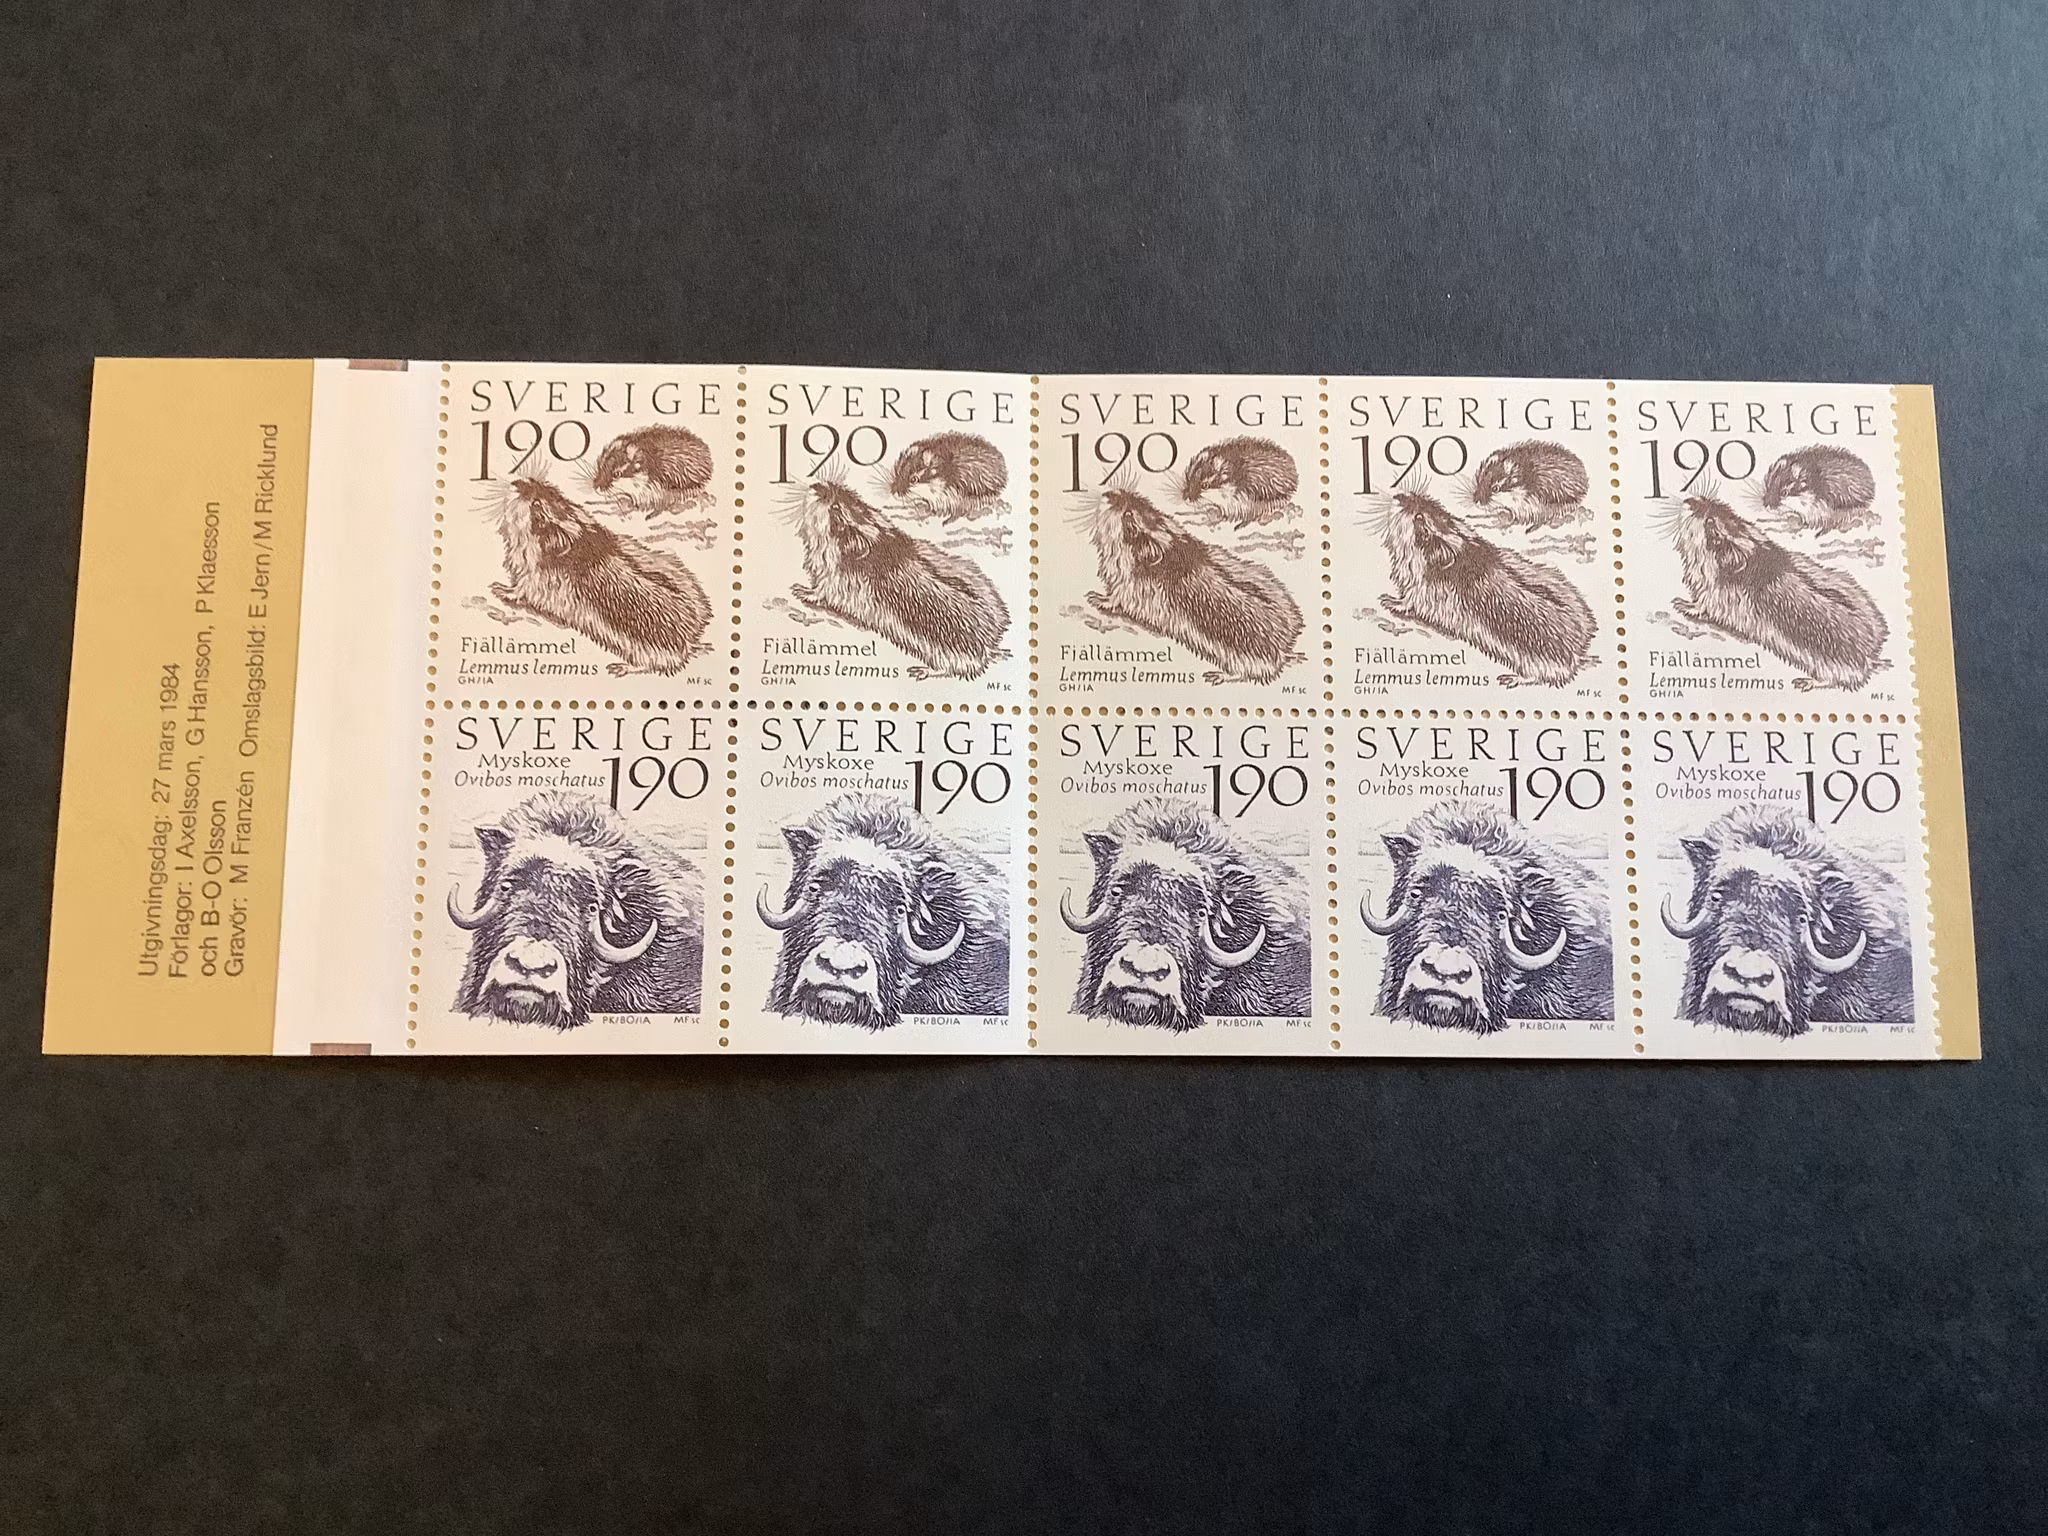 Utgivningsdag: 27 mars 1984
Förlagor: I Axelsson, G Hansson, P Klaesson
och B-O Olsson
Gravör: M Franzén Omslagsbild: E Jern/M Ricklund
SVERIGE
190
Fjällämmel
Lemmus lemmus
GH/IA MF sc
SVERIGE
190
Fjällämmel
Lemmus lemmus
GH/IA MF sc
SVERIGE
190
Fjällämmel
Lemmus lemmus
GH/IA MF sc
SVERIGE
190
Fjällämmel
Lemmus lemmus
GH/IA MF sc
SVERIGE
190
Fjällämmel
Lemmus lemmus
GH/IA MF sc
SVERIGE
Myskoxe
Ovibos moschatus
190
PK/BO/IA MF sc
SVERIGE
Myskoxe
Ovibos moschatus
190
PK/BO/IA MF sc
SVERIGE
Myskoxe
Ovibos moschatus
190
PK/BO/IA MF sc
SVERIGE
Myskoxe
Ovibos moschatus
190
PK/BO/IA MF sc
SVERIGE
Myskoxe
Ovibos moschatus
190
PK/BO/IA MF sc